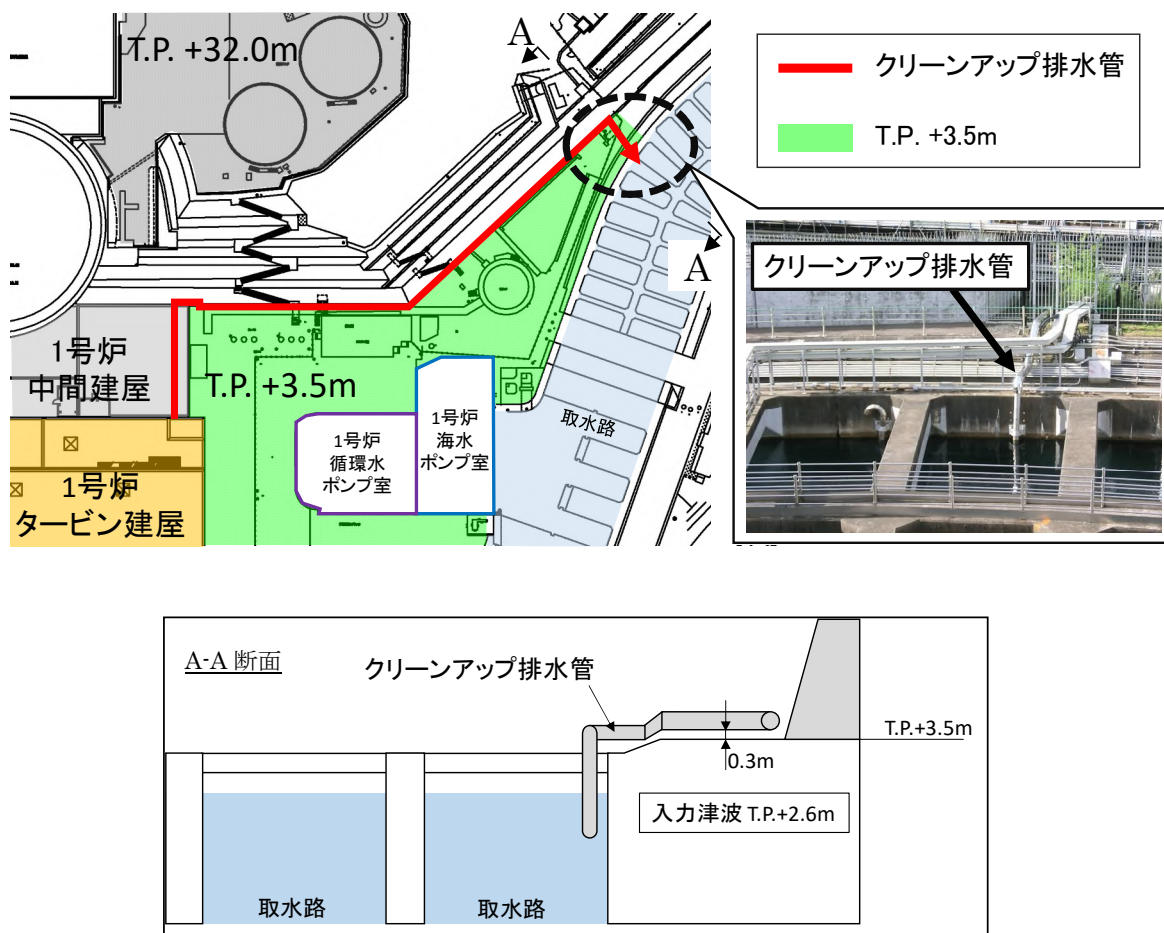 T.P. +32.0m
A
クリーンアップ排水管
T.P. +3.5m
A
クリーンアップ排水管
1号炉
中間建屋
T.P. +3.5m
1号炉
循環水
ポンプ室
1号炉
海水
ポンプ室
取水路
1号炉
タービン建屋
A-A 断面
クリーンアップ排水管
T.P.+3.5m
0.3m
入力津波 T.P.+2.6m
取水路
取水路